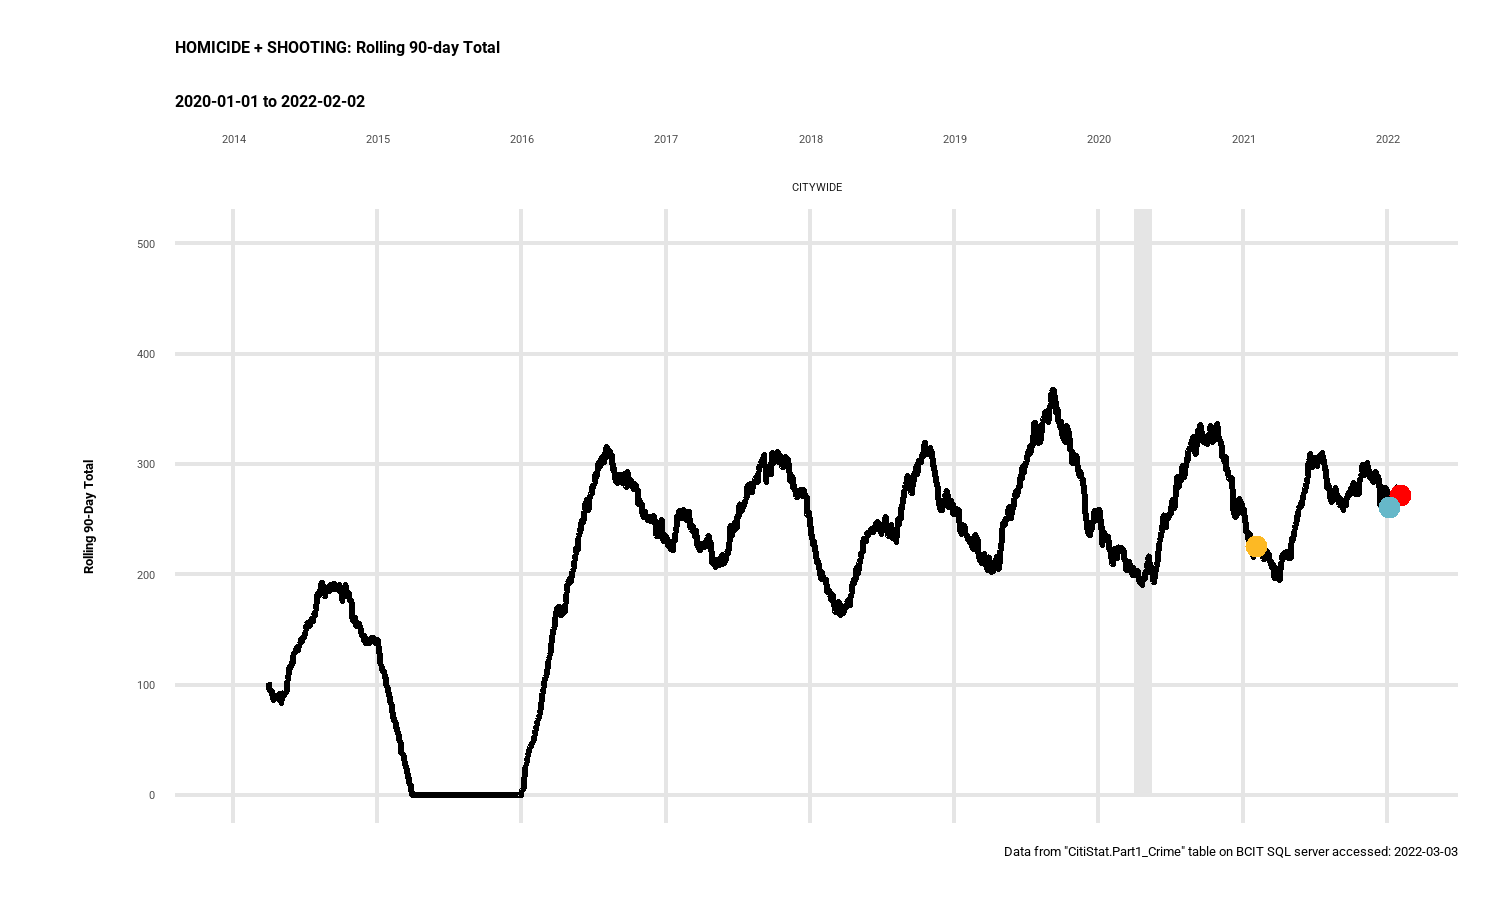 HOMICIDE + SHOOTING: Rolling 90-day Total
2020-01-01 to 2022-02-02
2014 2015 2016 2017 2018 2019 2020 2021 2022
CITYWIDE
500
400
300
200
100
0
Rolling 90-Day Total
Data from "CitiStat.Part1_Crime" table on BCIT SQL server accessed: 2022-03-03